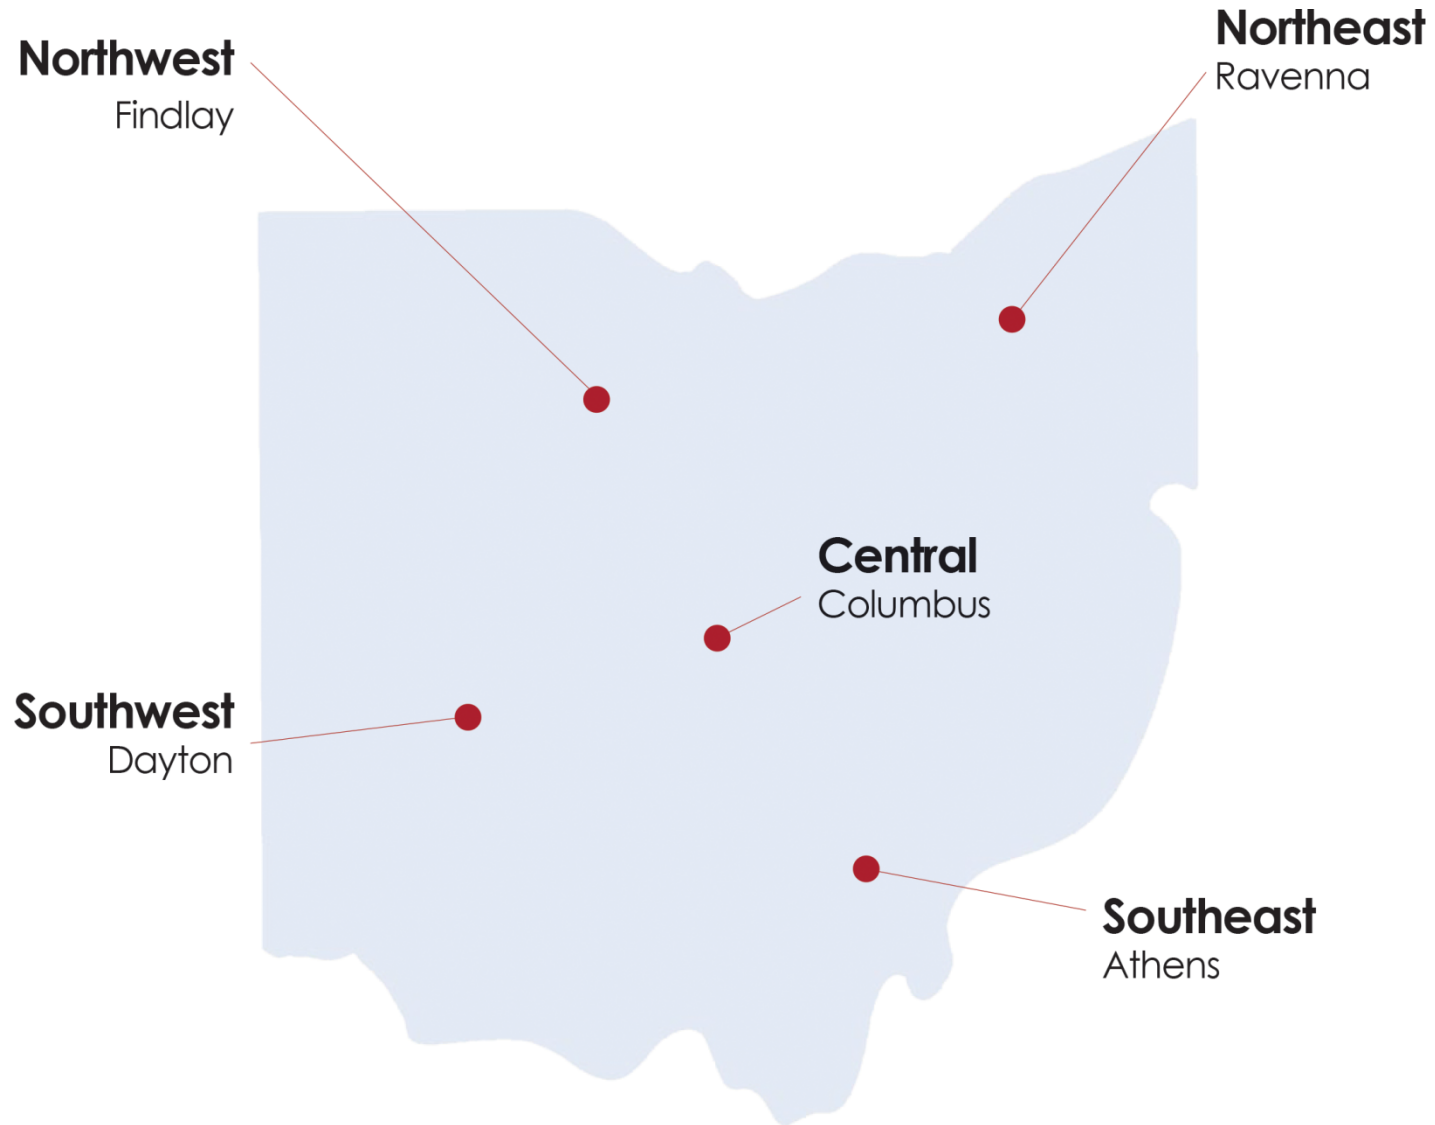 Northwest
Findlay
Northeast
Ravenna
Central
Columbus
Southwest
Dayton
Southeast
Athens